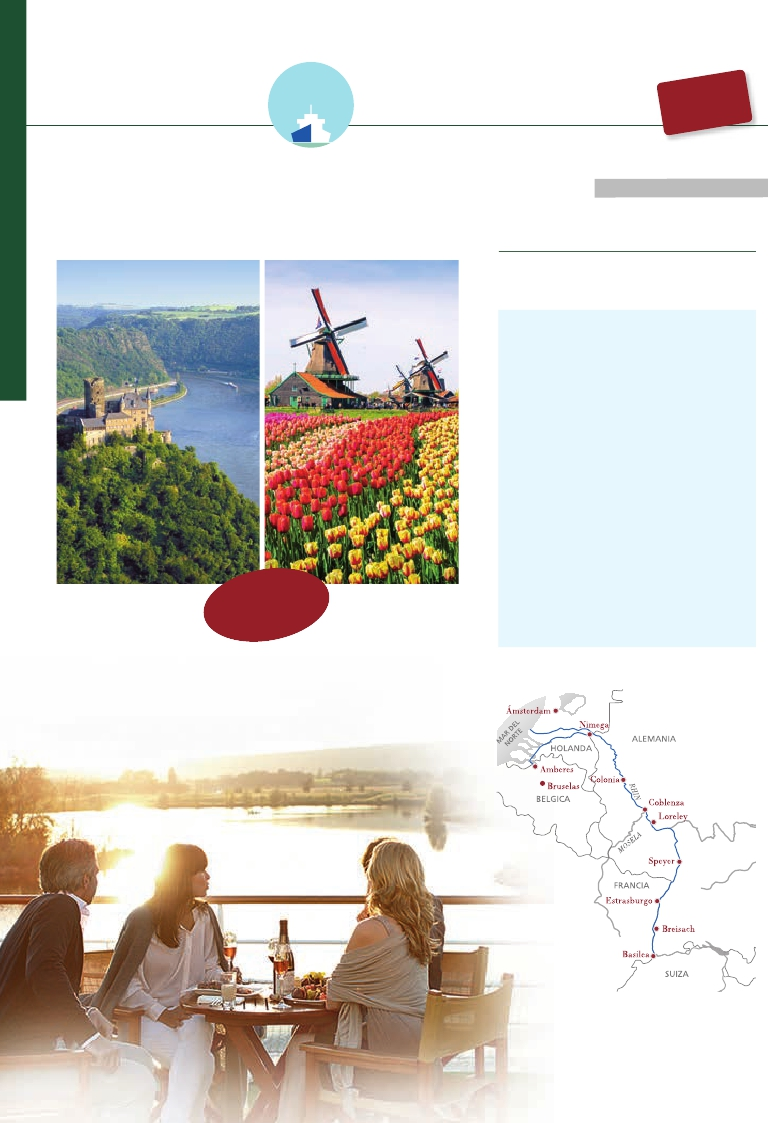 Ámsterdam
MAR DEL
NORTE
Nimega
HOLANDA
ALEMANIA
Amberes
Colonia
RHIN
Bruselas
BELGICA
Coblenza
Loreley
MOSELA
Speyer
FRANCIA
Estrasburgo
Breisach
Basilea
SUIZA